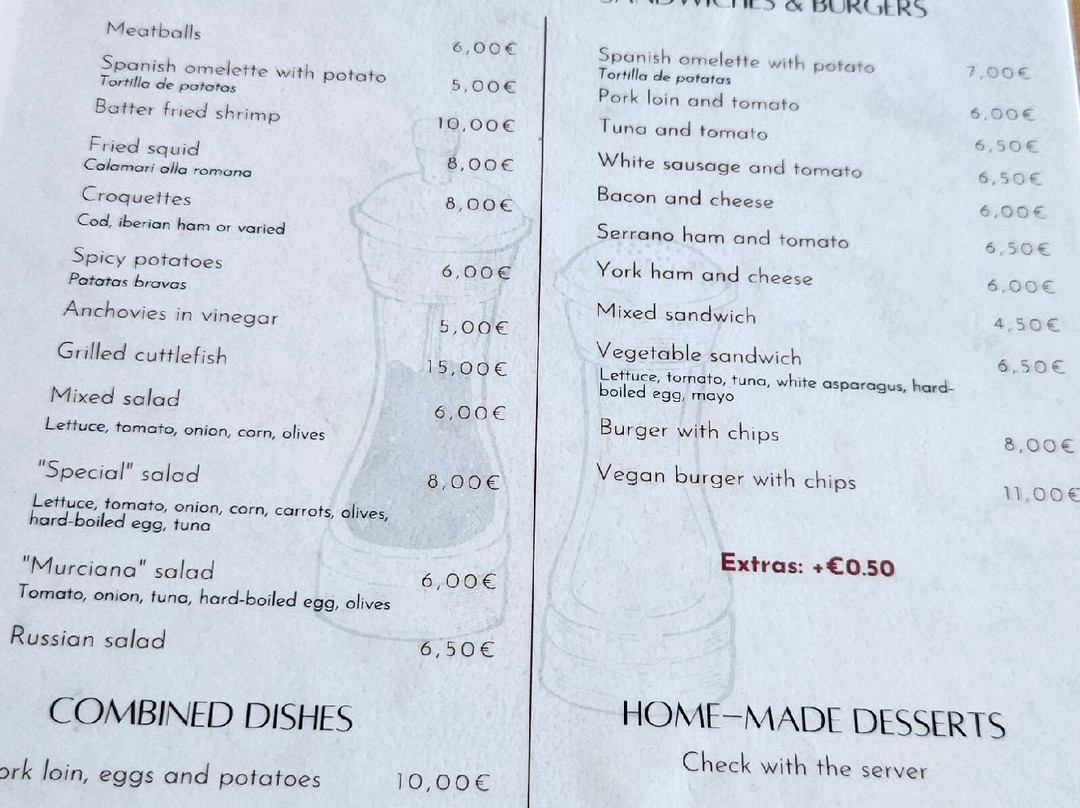 Meatballs 6,00€
Spanish omelette with potato 5,00€
Tortilla de patatas
Batter fried shrimp 10,00€
Fried squid 8,00€
Calamari alla romana
Croquettes 8,00€
Cod, iberian ham or varied
Spicy potatoes 6,00€
Patatas bravas
Anchovies in vinegar 5,00€
Grilled cuttlefish 15,00€
Mixed salad 6,00€
Lettuce, tomato, onion, corn, olives
"Special" salad 8,00€
Lettuce, tomato, onion, corn, carrots, olives,
hard-boiled egg, tuna
"Murciana" salad 6,00€
Tomato, onion, tuna, hard-boiled egg, olives
Russian salad 6,50€
COMBINED DISHES
ork loin, eggs and potatoes 10,00€
SANDWICHES & BURGERS
Spanish omelette with potato 7,00€
Tortilla de patatas
Pork loin and tomato 6,00€
Tuna and tomato 6,50€
White sausage and tomato 6,50€
Bacon and cheese 6,00€
Serrano ham and tomato 6,50€
York ham and cheese 6,00€
Mixed sandwich 4,50€
Vegetable sandwich 6,50€
Lettuce, tomato, tuna, white asparagus, hard-
boiled egg, mayo
Burger with chips 8,00€
Vegan burger with chips 11,00€
Extras: +€0.50
HOME-MADE DESSERTS
Check with the server